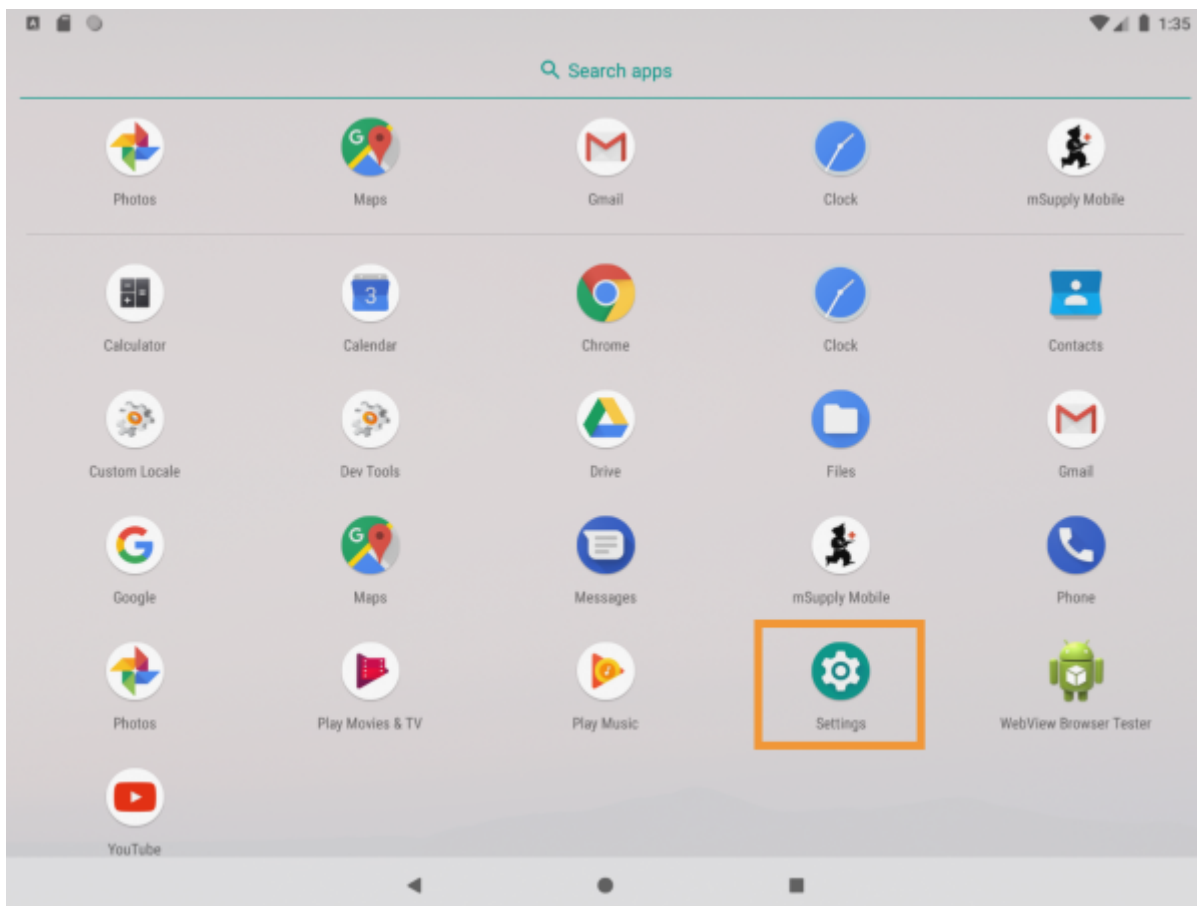 1:35
Search apps
Photos Maps Gmail Clock mSupply Mobile
Calculator Calendar Chrome Clock Contacts
Custom Locale Dev Tools Drive Files Gmail
Google Maps Messages mSupply Mobile Phone
Photos Play Movies & TV Play Music Settings WebView Browser Tester
YouTube